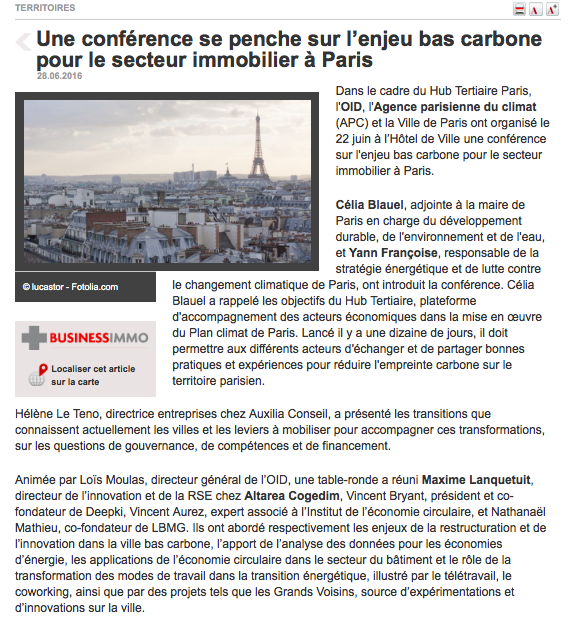 TERRITOIRES
A A+
Une conférence se penche sur l'enjeu bas carbone
pour le secteur immobilier à Paris
28.06.2016
Dans le cadre du Hub Tertiaire Paris,
l'OID, l'Agence parisienne du climat
(APC) et la Ville de Paris ont organisé le
22 juin à l'Hôtel de Ville une conférence
sur l'enjeu bas carbone pour le secteur
immobilier à Paris.
Célia Blauel, adjointe à la maire de
Paris en charge du développement
durable, de l'environnement et de l'eau,
et Yann Françoise, responsable de la
stratégie énergétique et de lutte contre
le changement climatique de Paris, ont introduit la conférence. Célia
Blauel a rappelé les objectifs du Hub Tertiaire, plateforme
d'accompagnement des acteurs économiques dans la mise en œuvre
du Plan climat de Paris. Lancé il y a une dizaine de jours, il doit
permettre aux différents acteurs d'échanger et de partager bonnes
pratiques et expériences pour réduire l'empreinte carbone sur le
territoire parisien.
© lucastor - Fotolia.com
BUSINESSIMMO
Localiser cet article
sur la carte
Hélène Le Teno, directrice entreprises chez Auxilia Conseil, a présenté les transitions que
connaissent actuellement les villes et les leviers à mobiliser pour accompagner ces transformations,
sur les questions de gouvernance, de compétences et de financement.
Animée par Loïs Moulas, directeur général de l'OID, une table-ronde a réuni Maxime Lanquetuit,
directeur de l'innovation et de la RSE chez Altarea Cogedim, Vincent Bryant, président et co-
fondateur de Deepki, Vincent Aurez, expert associé à l'Institut de l'économie circulaire, et Nathanaël
Mathieu, co-fondateur de LBMG. Ils ont abordé respectivement les enjeux de la restructuration et de
l'innovation dans la ville bas carbone, l'apport de l'analyse des données pour les économies
d'énergie, les applications de l'économie circulaire dans le secteur du bâtiment et le rôle de la
transformation des modes de travail dans la transition énergétique, illustré par le télétravail, le
coworking, ainsi que par des projets tels que les Grands Voisins, source d'expérimentations et
d'innovations sur la ville.